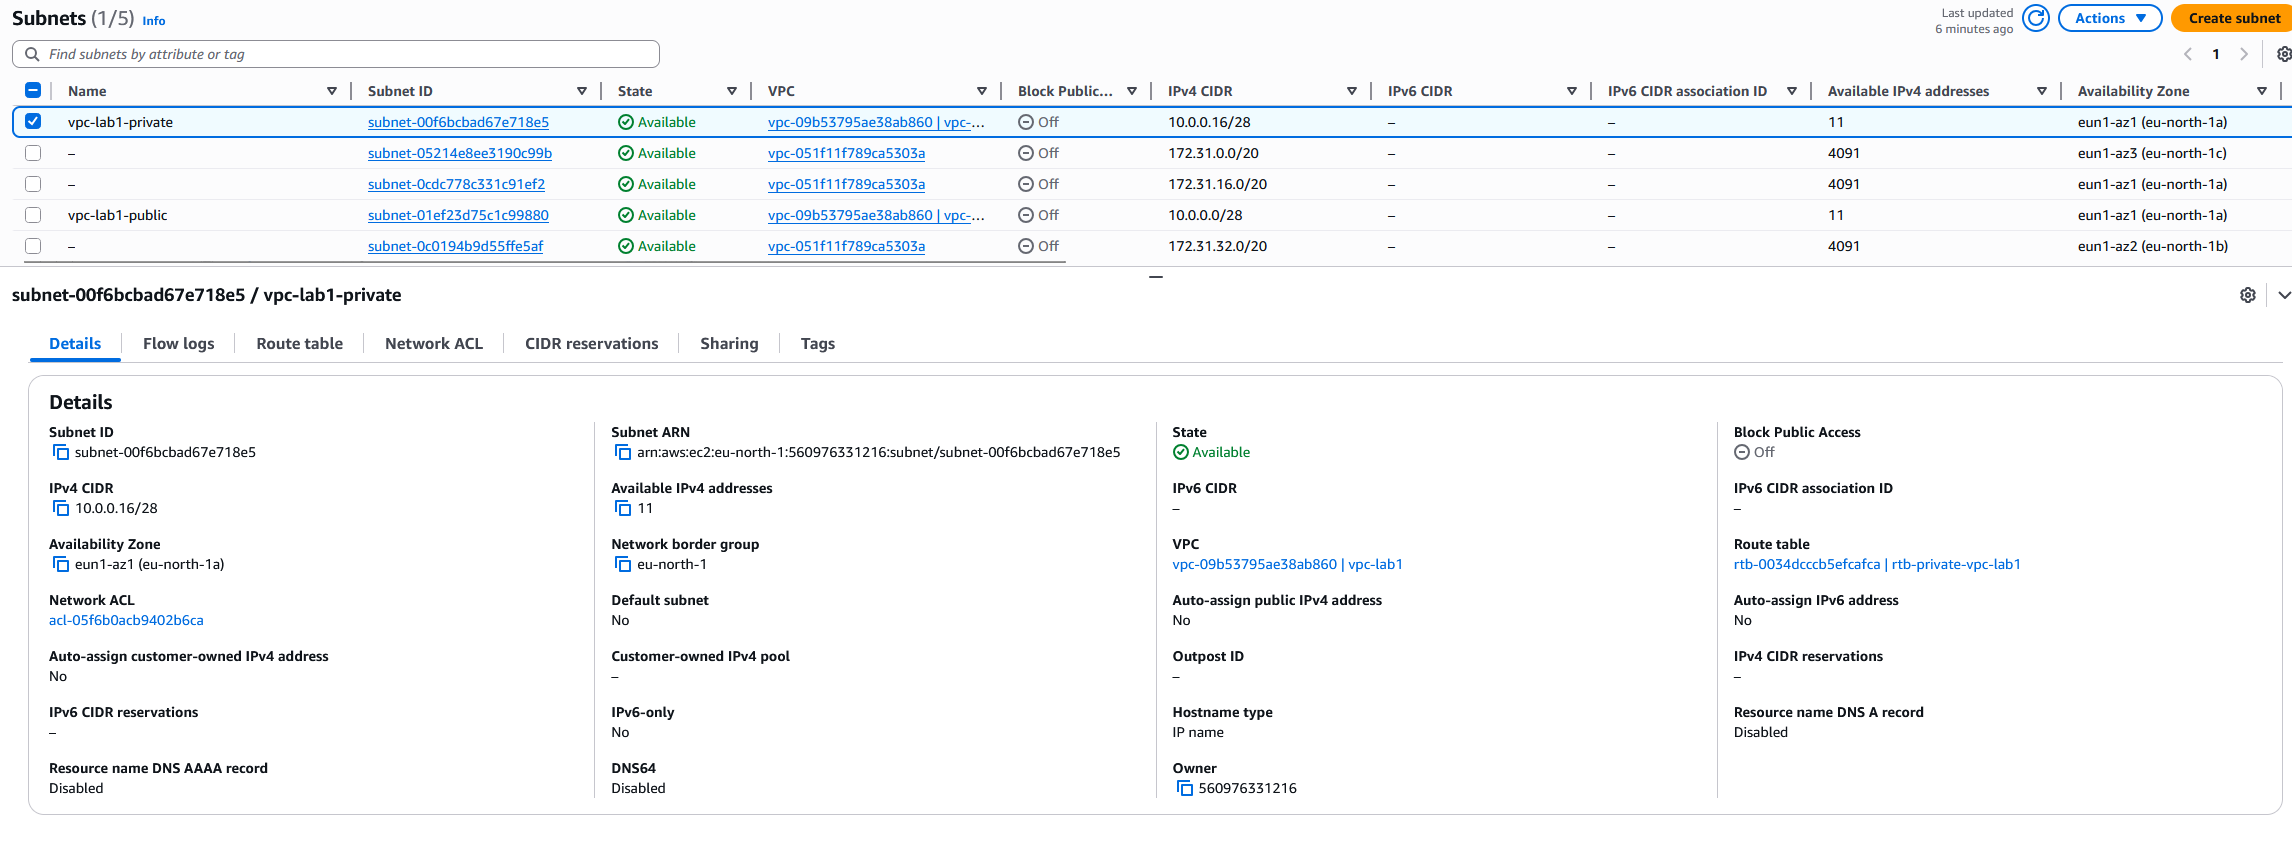 Subnets (1/5) Info
Last updated
6 minutes ago
Actions
Create subnet
Find subnets by attribute or tag
1
Name Subnet ID State VPC Block Public... IPv4 CIDR IPv6 CIDR IPv6 CIDR association ID Available IPv4 addresses Availability Zone
vpc-lab1-private subnet-00f6bcbad67e718e5 Available vpc-09b53795ae38ab860 | vpc-... Off 10.0.0.16/28 – – 11 eun1-az1 (eu-north-1a)
– subnet-05214e8ee3190c99b Available vpc-051f11f789ca5303a Off 172.31.0.0/20 – – 4091 eun1-az3 (eu-north-1c)
– subnet-0cdc778c331c91ef2 Available vpc-051f11f789ca5303a Off 172.31.16.0/20 – – 4091 eun1-az1 (eu-north-1a)
vpc-lab1-public subnet-01ef23d75c1c99880 Available vpc-09b53795ae38ab860 | vpc-... Off 10.0.0.0/28 – – 11 eun1-az1 (eu-north-1a)
– subnet-0c0194b9d55ffe5af Available vpc-051f11f789ca5303a Off 172.31.32.0/20 – – 4091 eun1-az2 (eu-north-1b)
subnet-00f6bcbad67e718e5 / vpc-lab1-private
Details Flow logs Route table Network ACL CIDR reservations Sharing Tags
Details
Subnet ID Subnet ARN State Block Public Access
subnet-00f6bcbad67e718e5 arn:aws:ec2:eu-north-1:560976331216:subnet/subnet-00f6bcbad67e718e5 Available Off
IPv4 CIDR Available IPv4 addresses IPv6 CIDR IPv6 CIDR association ID
10.0.0.16/28 11 – –
Availability Zone Network border group VPC Route table
eun1-az1 (eu-north-1a) eu-north-1 vpc-09b53795ae38ab860 | vpc-lab1 rtb-0034dcccb5efcafca | rtb-private-vpc-lab1
Network ACL Default subnet Auto-assign public IPv4 address Auto-assign IPv6 address
acl-05f6b0acb9402b6ca No No No
Auto-assign customer-owned IPv4 address Customer-owned IPv4 pool Outpost ID IPv4 CIDR reservations
No – – –
IPv6 CIDR reservations IPv6-only Hostname type Resource name DNS A record
– No IP name Disabled
Resource name DNS AAAA record DNS64 Owner
Disabled Disabled 560976331216